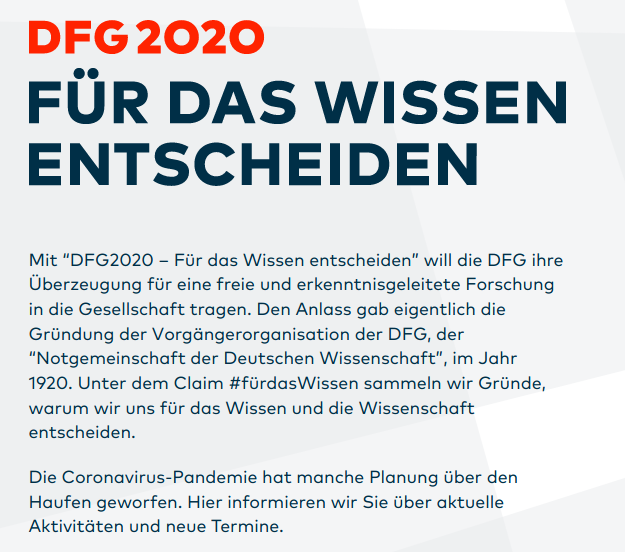 DFG 2020
FÜR DAS WISSEN
ENTSCHEIDEN
Mit “DFG2020 – Für das Wissen entscheiden” will die DFG ihre
Überzeugung für eine freie und erkenntnisgeleitete Forschung
in die Gesellschaft tragen. Den Anlass gab eigentlich die
Gründung der Vorgängerorganisation der DFG, der
“Notgemeinschaft der Deutschen Wissenschaft”, im Jahr
1920. Unter dem Claim #fürdasWissen sammeln wir Gründe,
warum wir uns für das Wissen und die Wissenschaft
entscheiden.
Die Coronavirus-Pandemie hat manche Planung über den
Haufen geworfen. Hier informieren wir Sie über aktuelle
Aktivitäten und neue Termine.